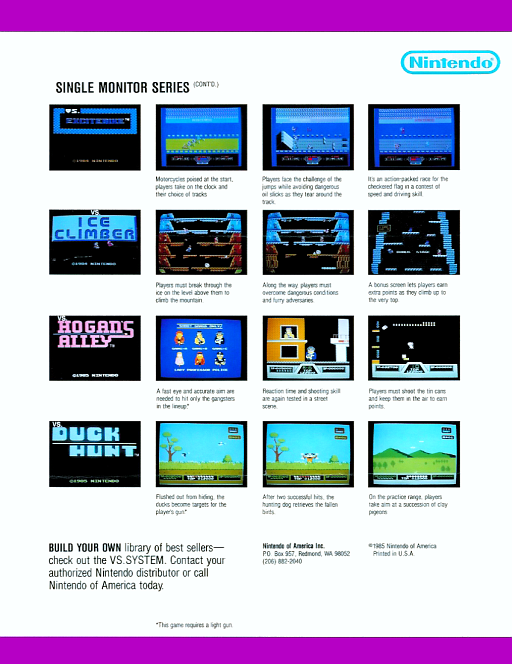 Nintendo®
SINGLE MONITOR SERIES (CONT'D.)
VS.
EXCITEBIKE™
©1984 NINTENDO
Motorcycles poised at the start,
players take on the clock and
their choice of tracks
Players face the challenge of the
jumps while avoiding dangerous
oil slicks as they tear around the
track.
It's an action-packed race for the
checkered flag in a contest of
speed and driving skill.
VS.
ICE
CLIMBER™
©1984 NINTENDO
Players must break through the
ice on the level above them to
climb the mountain
Along the way, players must
overcome dangerous conditions
and furry adversaries.
A bonus screen lets players earn
extra points as they climb up to
the very top
VS.
HOGAN'S
ALLEY™
©1985 NINTENDO
LADY PROFESSOR POLICE
A fast eye and accurate aim are
needed to hit only the gangsters
in the lineup.*
Reaction time and shooting skill
are again tested in a street
scene.
Players must shoot the tin cans
and keep them in the air to earn
points.
VS.
DUCK
HUNT™
©1985 NINTENDO
Flushed out from hiding, the
ducks become targets for the
player's gun.*
After two successful hits, the
hunting dog retrieves the fallen
birds.
On the practice range, players
take aim at a succession of clay
pigeons
BUILD YOUR OWN library of best sellers—
check out the VS.SYSTEM. Contact your
authorized Nintendo distributor or call
Nintendo of America today.
Nintendo of America Inc.
P.O. Box 957, Redmond, WA 98052
(206) 882-2040
©1985 Nintendo of America
Printed in U.S.A.
*This game requires a light gun.